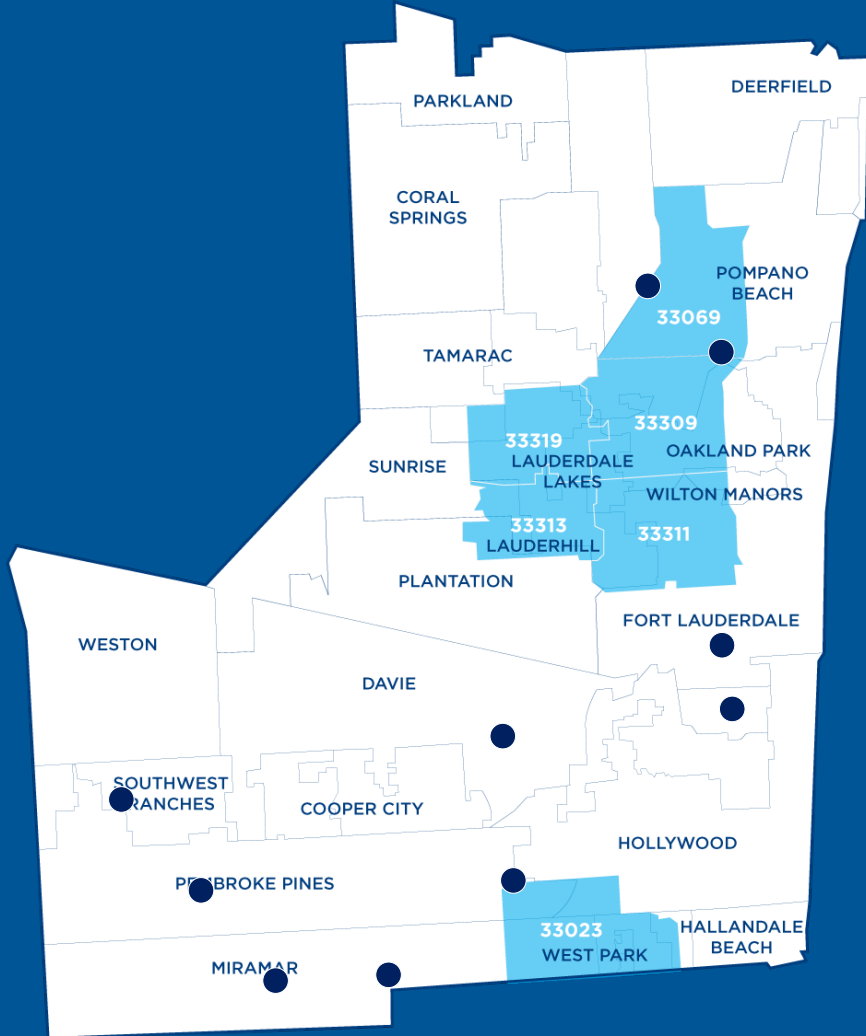 DEERFIELD
PARKLAND
CORAL
SPRINGS
POMPANO
BEACH
33069
TAMARAC
33309
33319
OAKLAND PARK
LAUDERDALE
LAKES
SUNRISE
WILTON MANORS
33313
33311
LAUDERHILL
PLANTATION
FORT LAUDERDALE
WESTON
DAVIE
SOUTHWEST
RANCHES
COOPER CITY
HOLLYWOOD
PEMBROKE PINES
33023
HALLANDALE
BEACH
WEST PARK
MIRAMAR